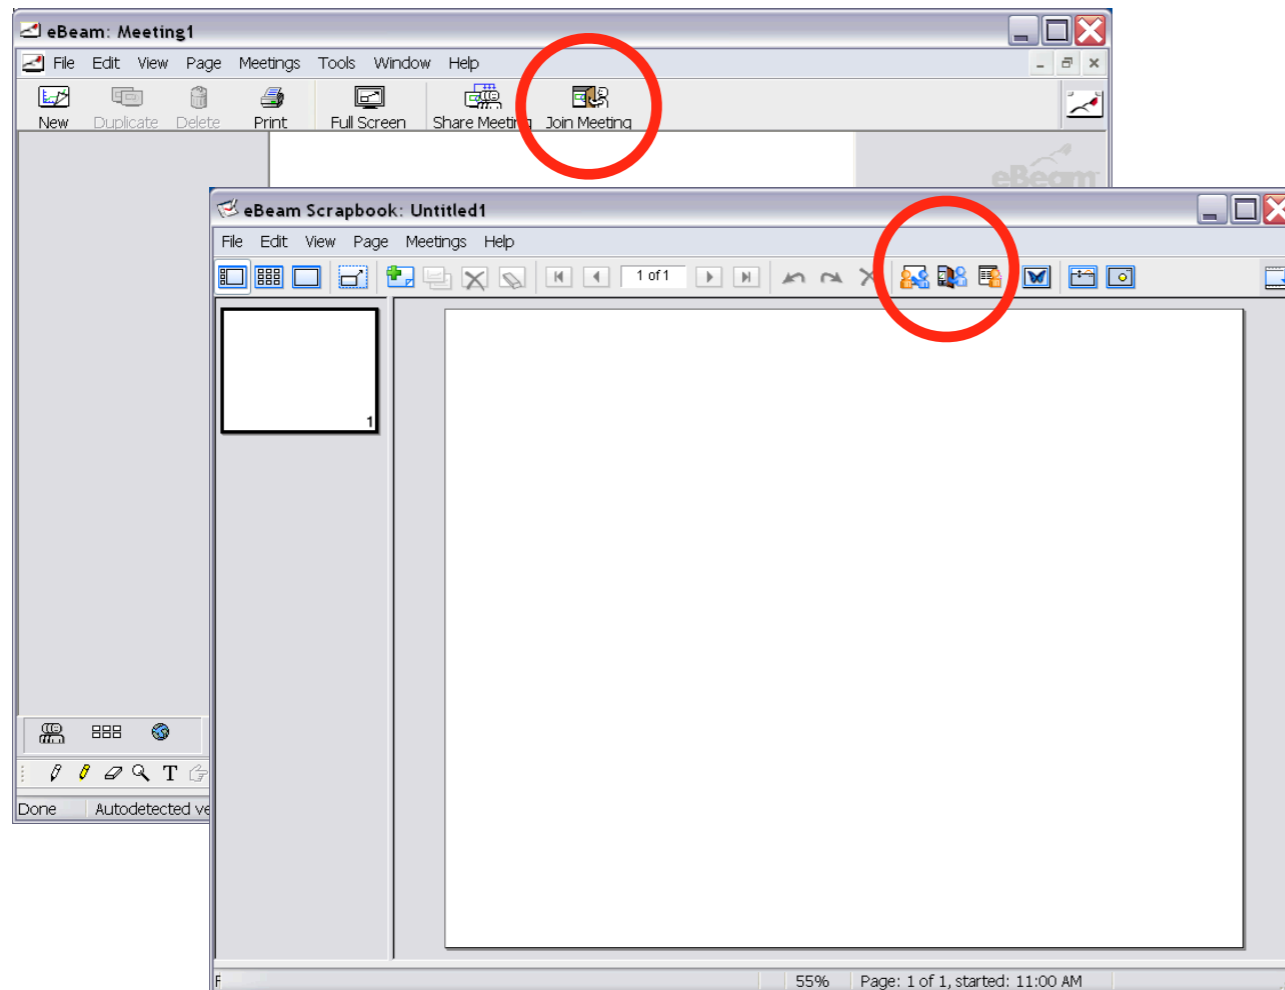 eBeam: Meeting1
File Edit View Page Meetings Tools Window Help
New Duplicate Delete Print Full Screen Share Meeting Join Meeting
eBeam
eBeam Scrapbook: Untitled1
File Edit View Page Meetings Help
1 of 1
1
T
Done Autodetected ve
F
55% Page: 1 of 1, started: 11:00 AM